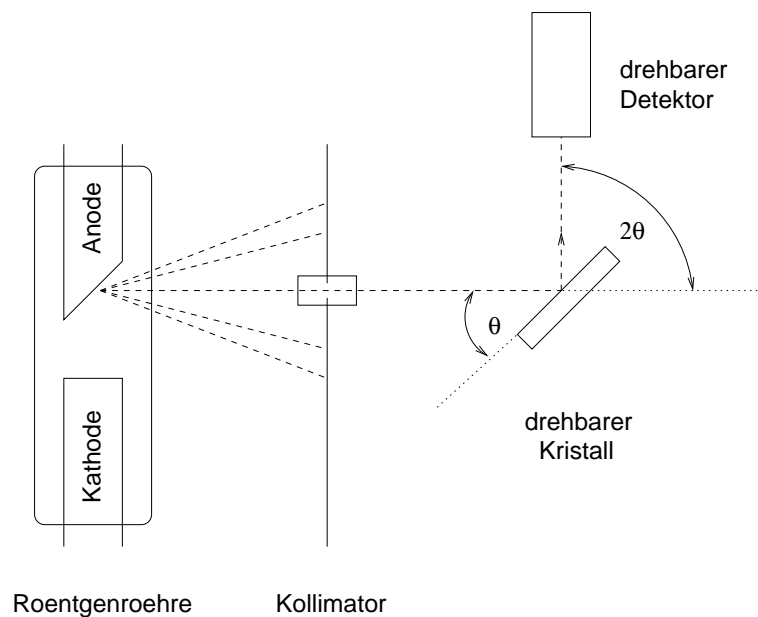 drehbarer
Detektor
Anode
2θ
θ
Kathode
drehbarer
Kristall
Roentgenroehre
Kollimator